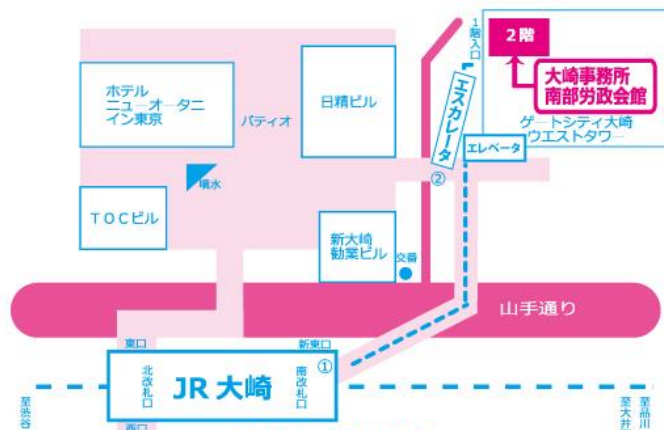 1階入口
2階
大崎事務所
南部労政会館
ゲートシティ大崎
ウエストタワー
エスカレータ
エレベータ
②
ホテル
ニューオータニ
イン東京
パティオ
日精ビル
噴水
TOCビル
新大崎
勧業ビル
交番
山手通り
東口
新東口
①
北改札口
JR大崎
南改札口
西口
至渋谷
至大井
至品川